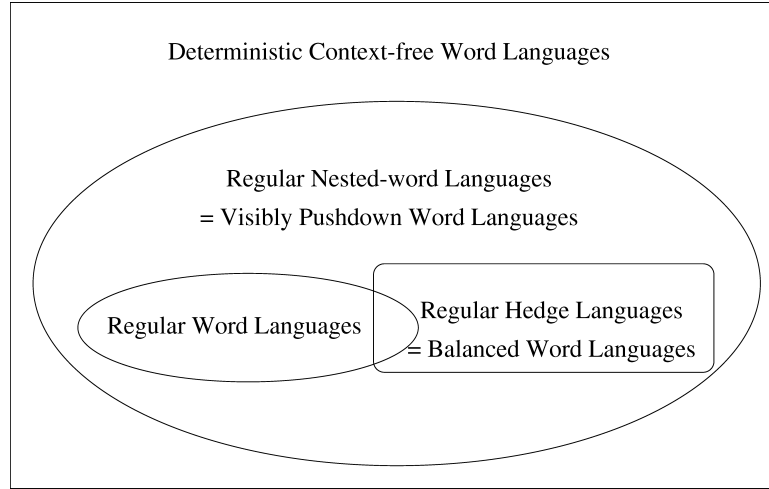 Deterministic Context-free Word Languages
Regular Nested-word Languages
= Visibly Pushdown Word Languages
Regular Word Languages
Regular Hedge Languages
= Balanced Word Languages